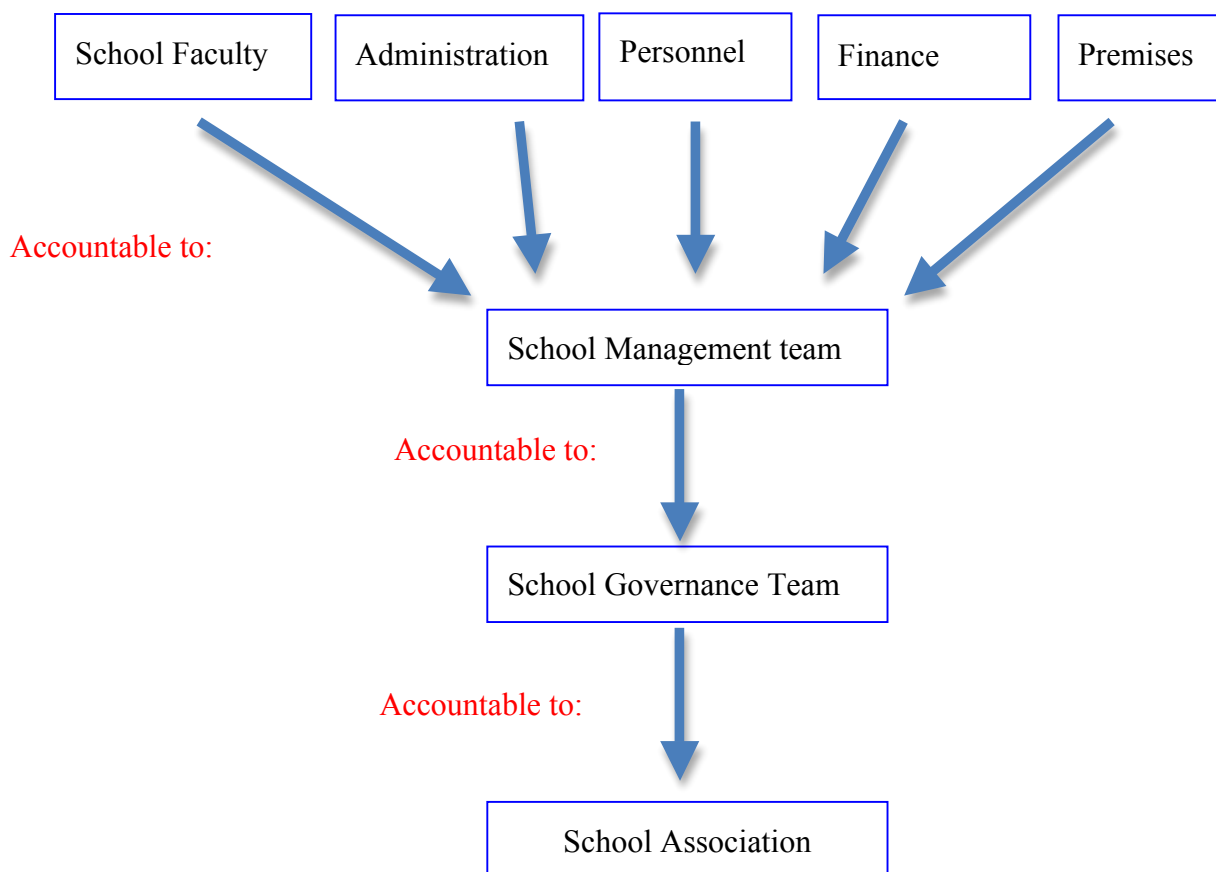 School Faculty
Administration
Personnel
Finance
Premises
Accountable to:
School Management team
Accountable to:
School Governance Team
Accountable to:
School Association